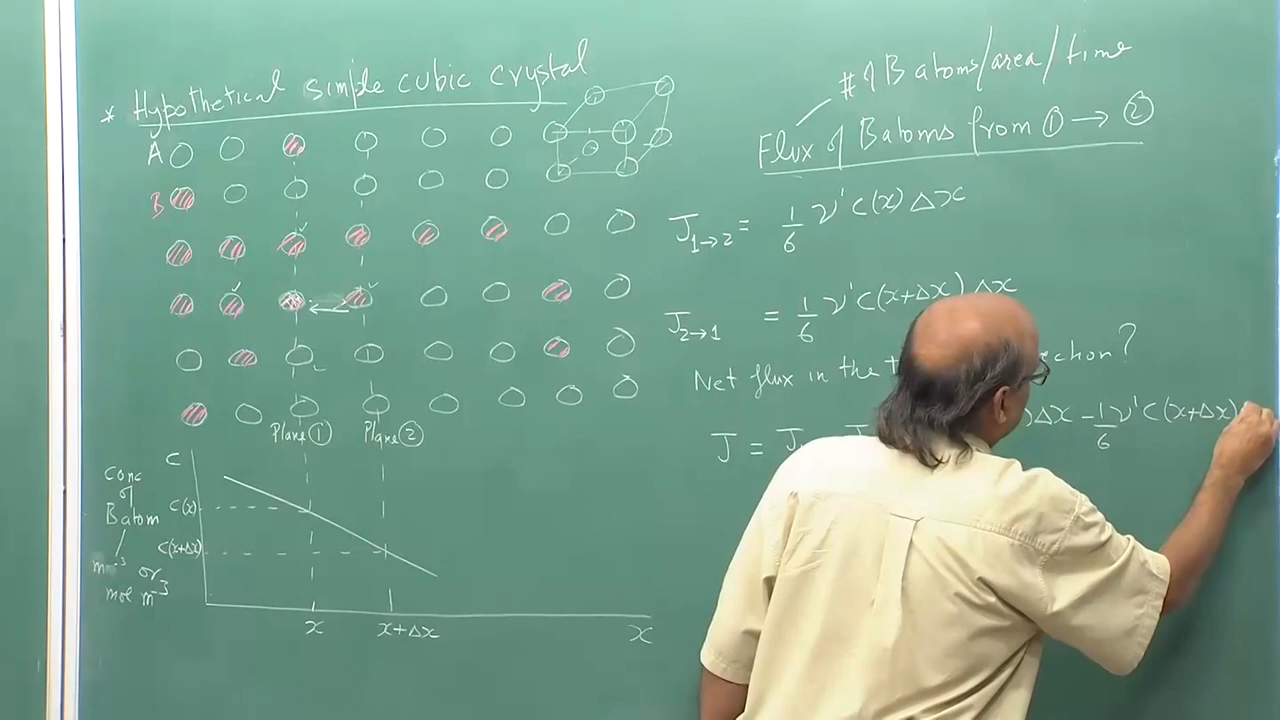 * Hypothetical simple cubic crystal
A
B
Plane ①
Plane ②
C
conc
of
B atom
C(x)
C(x+Δx)
or
mol m⁻³
x
x+Δx
x
# of B atoms/area/time
Flux of B atoms from ① → ②
J₁→₂ = 1/6 ν' C(x) Δx
J₂→₁ = 1/6 ν' C(x+Δx) Δx
Net flux in the
J =
Δx - 1/6 ν' C(x+Δx)